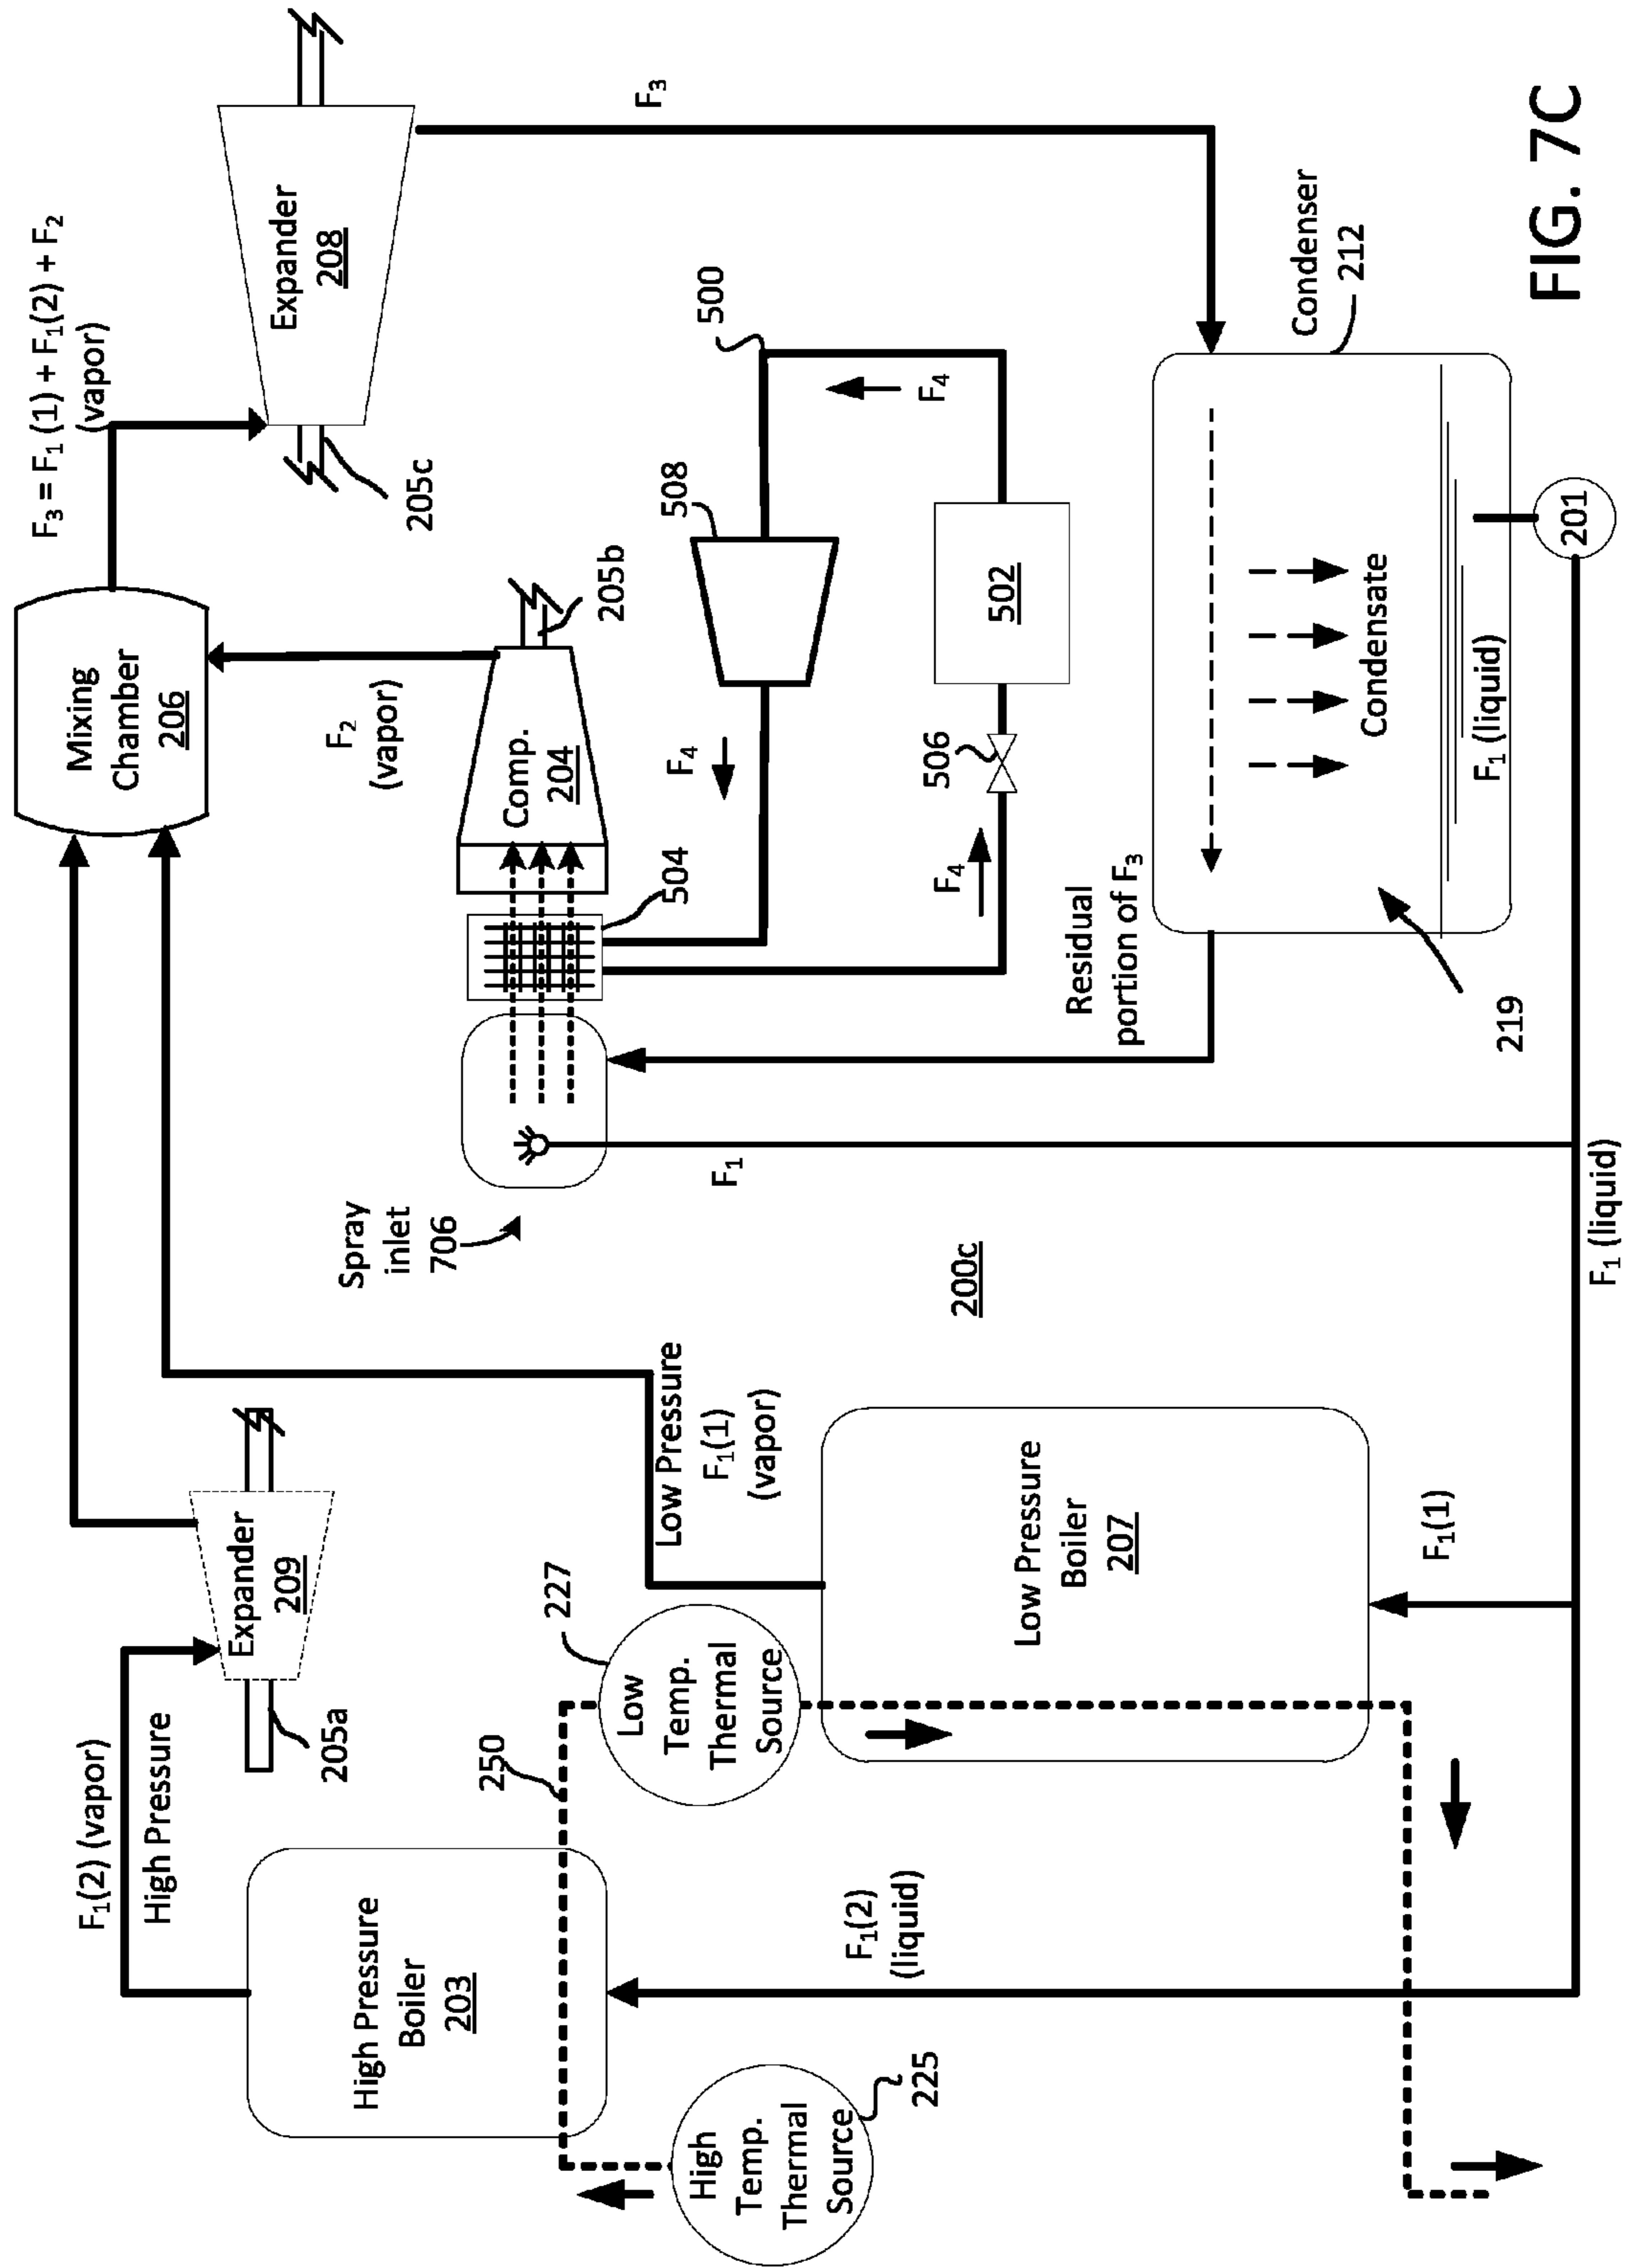 F₃ = F₁ (1) + F₁(2) + F₂
(vapor)
Mixing
Chamber
206
Expander
208
205c
F₃
F₁(2) (vapor)
High Pressure
Expander
209
205a
F₂
(vapor)
Comp.
204
205b
504
508
500
F₄
F₄
F₄
506
502
Spray
inlet
706
F₁
Residual
portion of F₃
Condenser
212
Condensate
F₁ (liquid)
219
201
High Pressure
Boiler
203
250
227
Low
Temp.
Thermal
Source
Low Pressure
F₁(1)
(vapor)
Low Pressure
Boiler
207
200c
High
Temp.
Thermal
Source
225
F₁(2)
(liquid)
F₁(1)
F₁ (liquid)
FIG. 7C